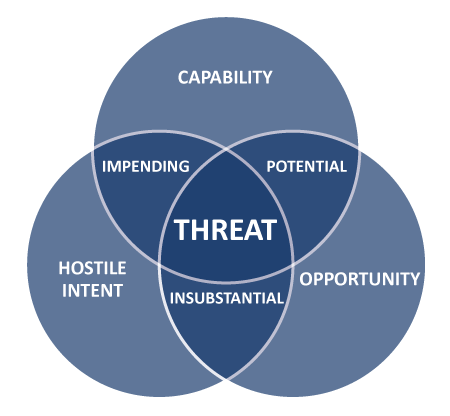 CAPABILITY
IMPENDING
POTENTIAL
THREAT
HOSTILE
INTENT
OPPORTUNITY
INSUBSTANTIAL